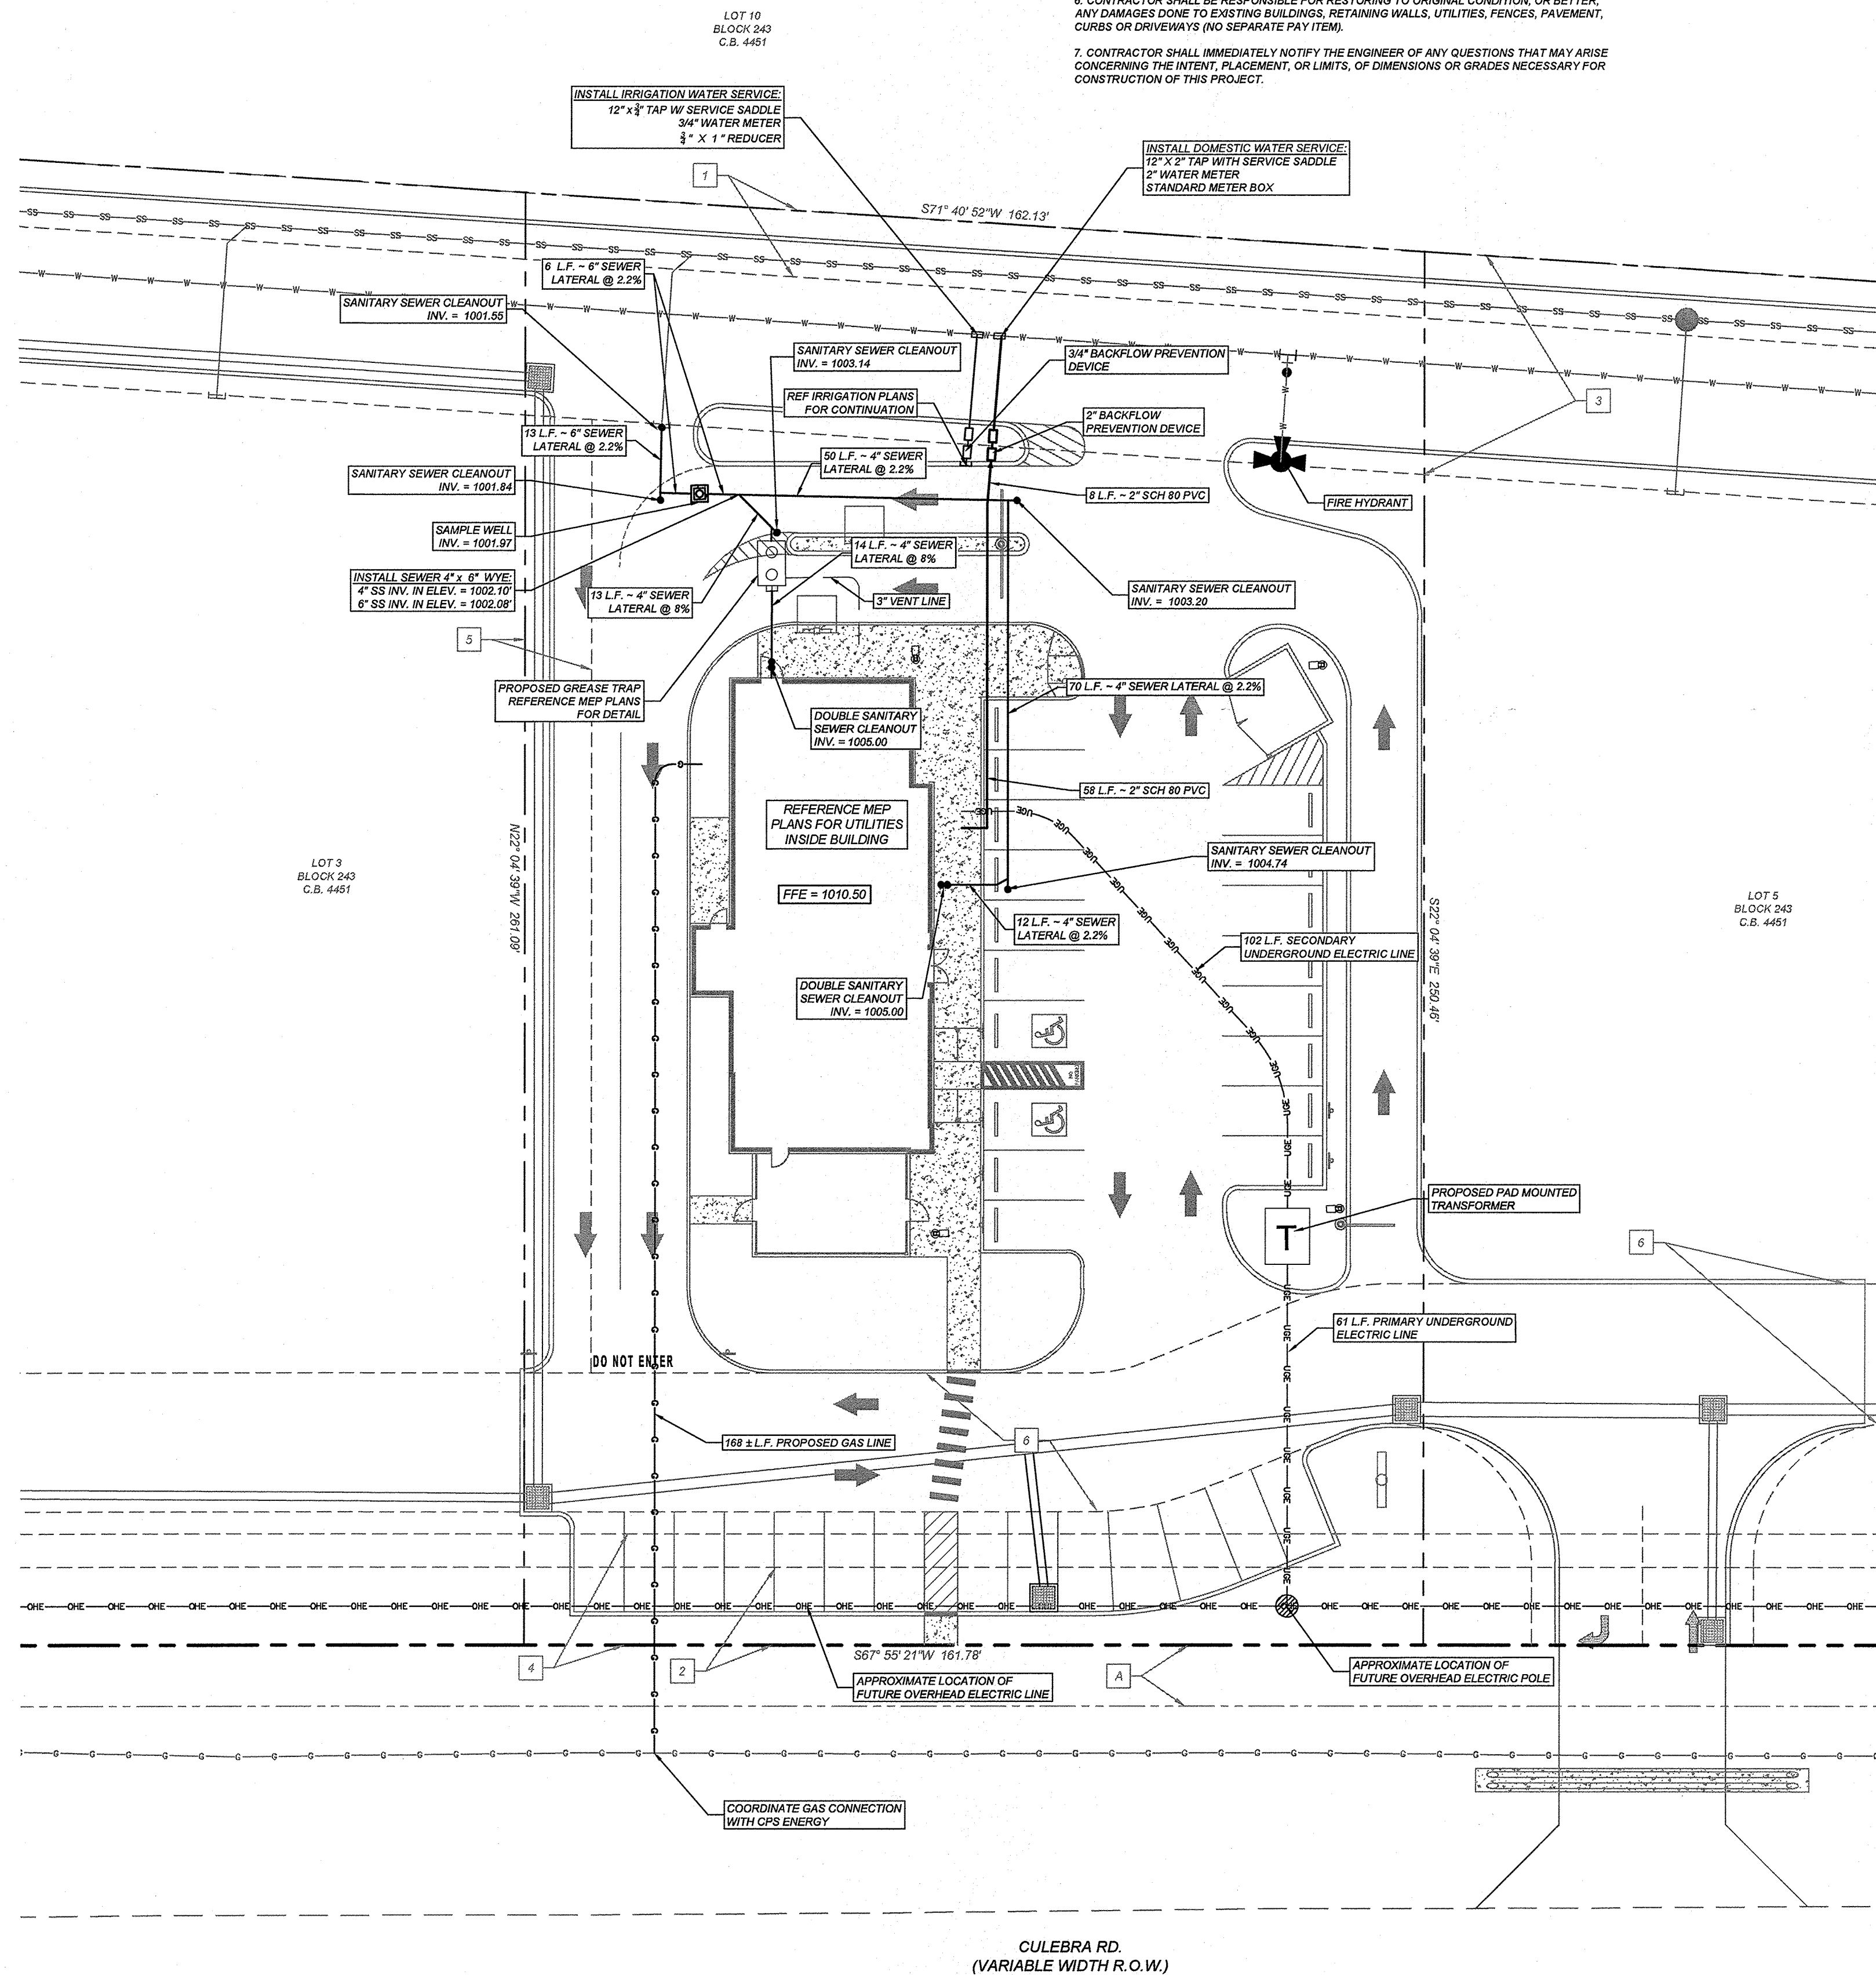 6. CONTRACTOR SHALL BE RESPONSIBLE FOR RESTORING TO ORIGINAL CONDITION, OR BETTER,
ANY DAMAGES DONE TO EXISTING BUILDINGS, RETAINING WALLS, UTILITIES, FENCES, PAVEMENT,
CURBS OR DRIVEWAYS (NO SEPARATE PAY ITEM).
7. CONTRACTOR SHALL IMMEDIATELY NOTIFY THE ENGINEER OF ANY QUESTIONS THAT MAY ARISE
CONCERNING THE INTENT, PLACEMENT, OR LIMITS, OF DIMENSIONS OR GRADES NECESSARY FOR
CONSTRUCTION OF THIS PROJECT.
LOT 10
BLOCK 243
C.B. 4451
INSTALL IRRIGATION WATER SERVICE:
12" x 3/4" TAP W/ SERVICE SADDLE
3/4" WATER METER
3/4" X 1" REDUCER
INSTALL DOMESTIC WATER SERVICE:
12" X 2" TAP WITH SERVICE SADDLE
2" WATER METER
STANDARD METER BOX
1
S71° 40' 52"W 162.13'
6 L.F. ~ 6" SEWER
LATERAL @ 2.2%
SANITARY SEWER CLEANOUT
INV. = 1001.55
SANITARY SEWER CLEANOUT
INV. = 1003.14
3/4" BACKFLOW PREVENTION
DEVICE
REF IRRIGATION PLANS
FOR CONTINUATION
2" BACKFLOW
PREVENTION DEVICE
3
13 L.F. ~ 6" SEWER
LATERAL @ 2.2%
50 L.F. ~ 4" SEWER
LATERAL @ 2.2%
SANITARY SEWER CLEANOUT
INV. = 1001.84
8 L.F. ~ 2" SCH 80 PVC
FIRE HYDRANT
SAMPLE WELL
INV. = 1001.97
14 L.F. ~ 4" SEWER
LATERAL @ 8%
INSTALL SEWER 4" x 6" WYE:
4" SS INV. IN ELEV. = 1002.10'
6" SS INV. IN ELEV. = 1002.08'
13 L.F. ~ 4" SEWER
LATERAL @ 8%
3" VENT LINE
SANITARY SEWER CLEANOUT
INV. = 1003.20
5
PROPOSED GREASE TRAP
REFERENCE MEP PLANS
FOR DETAIL
70 L.F. ~ 4" SEWER LATERAL @ 2.2%
DOUBLE SANITARY
SEWER CLEANOUT
INV. = 1005.00
58 L.F. ~ 2" SCH 80 PVC
REFERENCE MEP
PLANS FOR UTILITIES
INSIDE BUILDING
SANITARY SEWER CLEANOUT
INV. = 1004.74
LOT 3
BLOCK 243
C.B. 4451
N22° 04' 39"W 261.09'
FFE = 1010.50
12 L.F. ~ 4" SEWER
LATERAL @ 2.2%
S22° 04' 39"E 250.46'
LOT 5
BLOCK 243
C.B. 4451
102 L.F. SECONDARY
UNDERGROUND ELECTRIC LINE
DOUBLE SANITARY
SEWER CLEANOUT
INV. = 1005.00
NO
PARKING
PROPOSED PAD MOUNTED
TRANSFORMER
T
6
61 L.F. PRIMARY UNDERGROUND
ELECTRIC LINE
DO NOT ENTER
168 ± L.F. PROPOSED GAS LINE
6
4
2
S67° 55' 21"W 161.78'
A
APPROXIMATE LOCATION OF
FUTURE OVERHEAD ELECTRIC LINE
APPROXIMATE LOCATION OF
FUTURE OVERHEAD ELECTRIC POLE
COORDINATE GAS CONNECTION
WITH CPS ENERGY
CULEBRA RD.
(VARIABLE WIDTH R.O.W.)